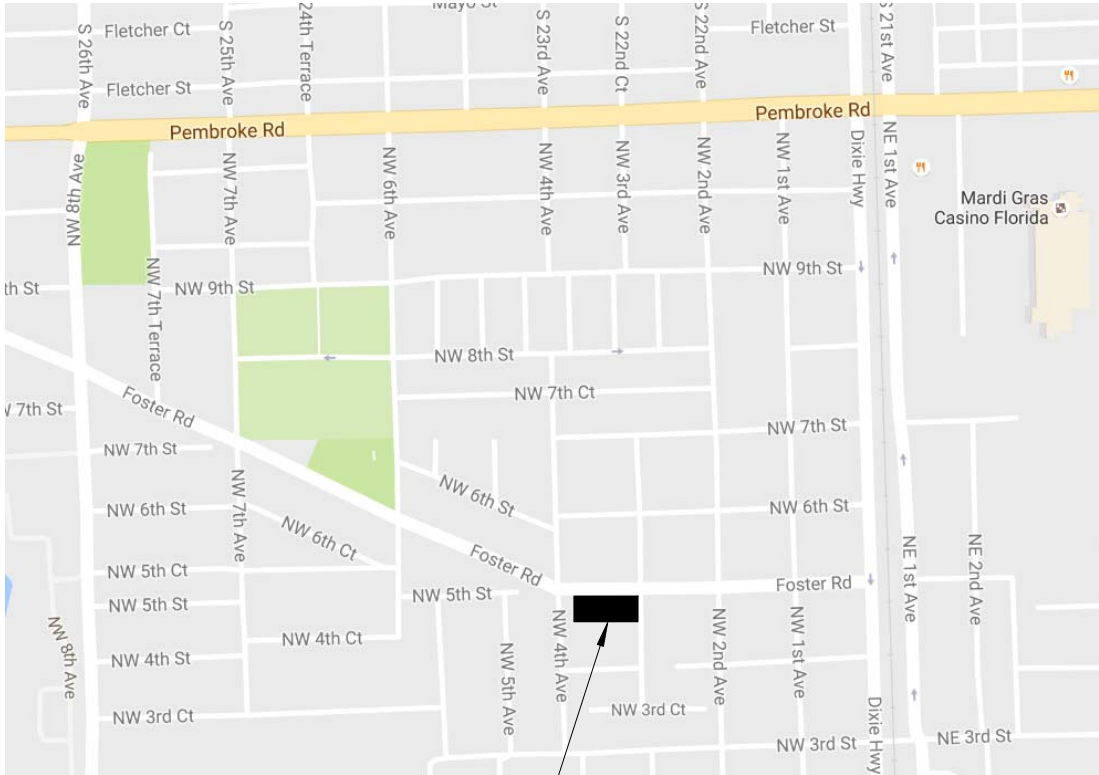 Mayo St
Fletcher Ct
Fletcher St
Fletcher St
S 26th Ave
S 25th Ave
24th Terrace
S 23rd Ave
S 22nd Ct
S 22nd Ave
S 21st Ave
Pembroke Rd
Pembroke Rd
NW 8th Ave
NW 7th Ave
NW 6th Ave
NW 4th Ave
NW 3rd Ave
NW 2nd Ave
NW 1st Ave
Dixie Hwy
NE 1st Ave
Mardi Gras
Casino Florida
th St
NW 7th Terrace
NW 9th St
NW 9th St
NW 8th St
NW 7th Ct
Foster Rd
V 7th St
NW 7th St
NW 7th St
NW 7th Ave
NW 6th St
NW 6th St
NW 6th St
NW 6th Ct
NW 5th Ct
Foster Rd
Foster Rd
NE 1st Ave
NE 2nd Ave
NW 5th St
NW 5th St
NW 8th Ave
NW 4th Ct
NW 4th St
NW 5th Ave
NW 4th Ave
NW 2nd Ave
NW 1st Ave
NW 3rd Ct
NW 3rd Ct
Dixie Hwy
NW 3rd St
NE 3rd St